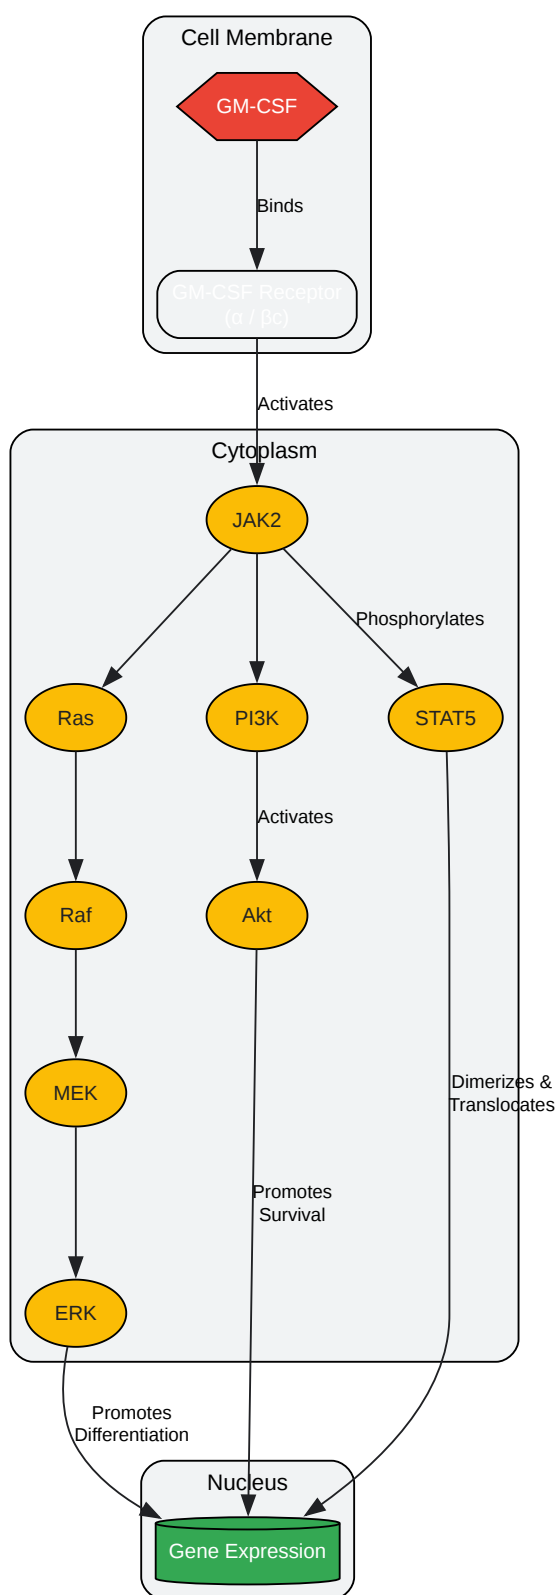 Cell Membrane
GM-CSF
Binds
GM-CSF Receptor
(α / βc)
Activates
Cytoplasm
JAK2
Phosphorylates
Ras
PI3K
STAT5
Activates
Raf
Akt
MEK
Dimerizes &
Translocates
Promotes
Survival
ERK
Promotes
Differentiation
Nucleus
Gene Expression